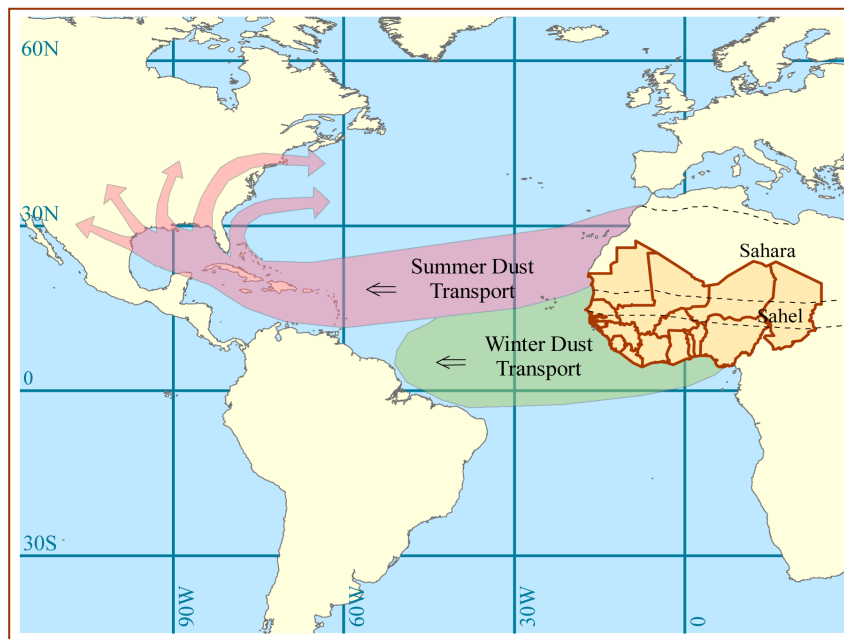 60N
30N
Sahara
Summer Dust
Transport
Sahel
Winter Dust
Transport
0
30S
90W
60W
30W
0